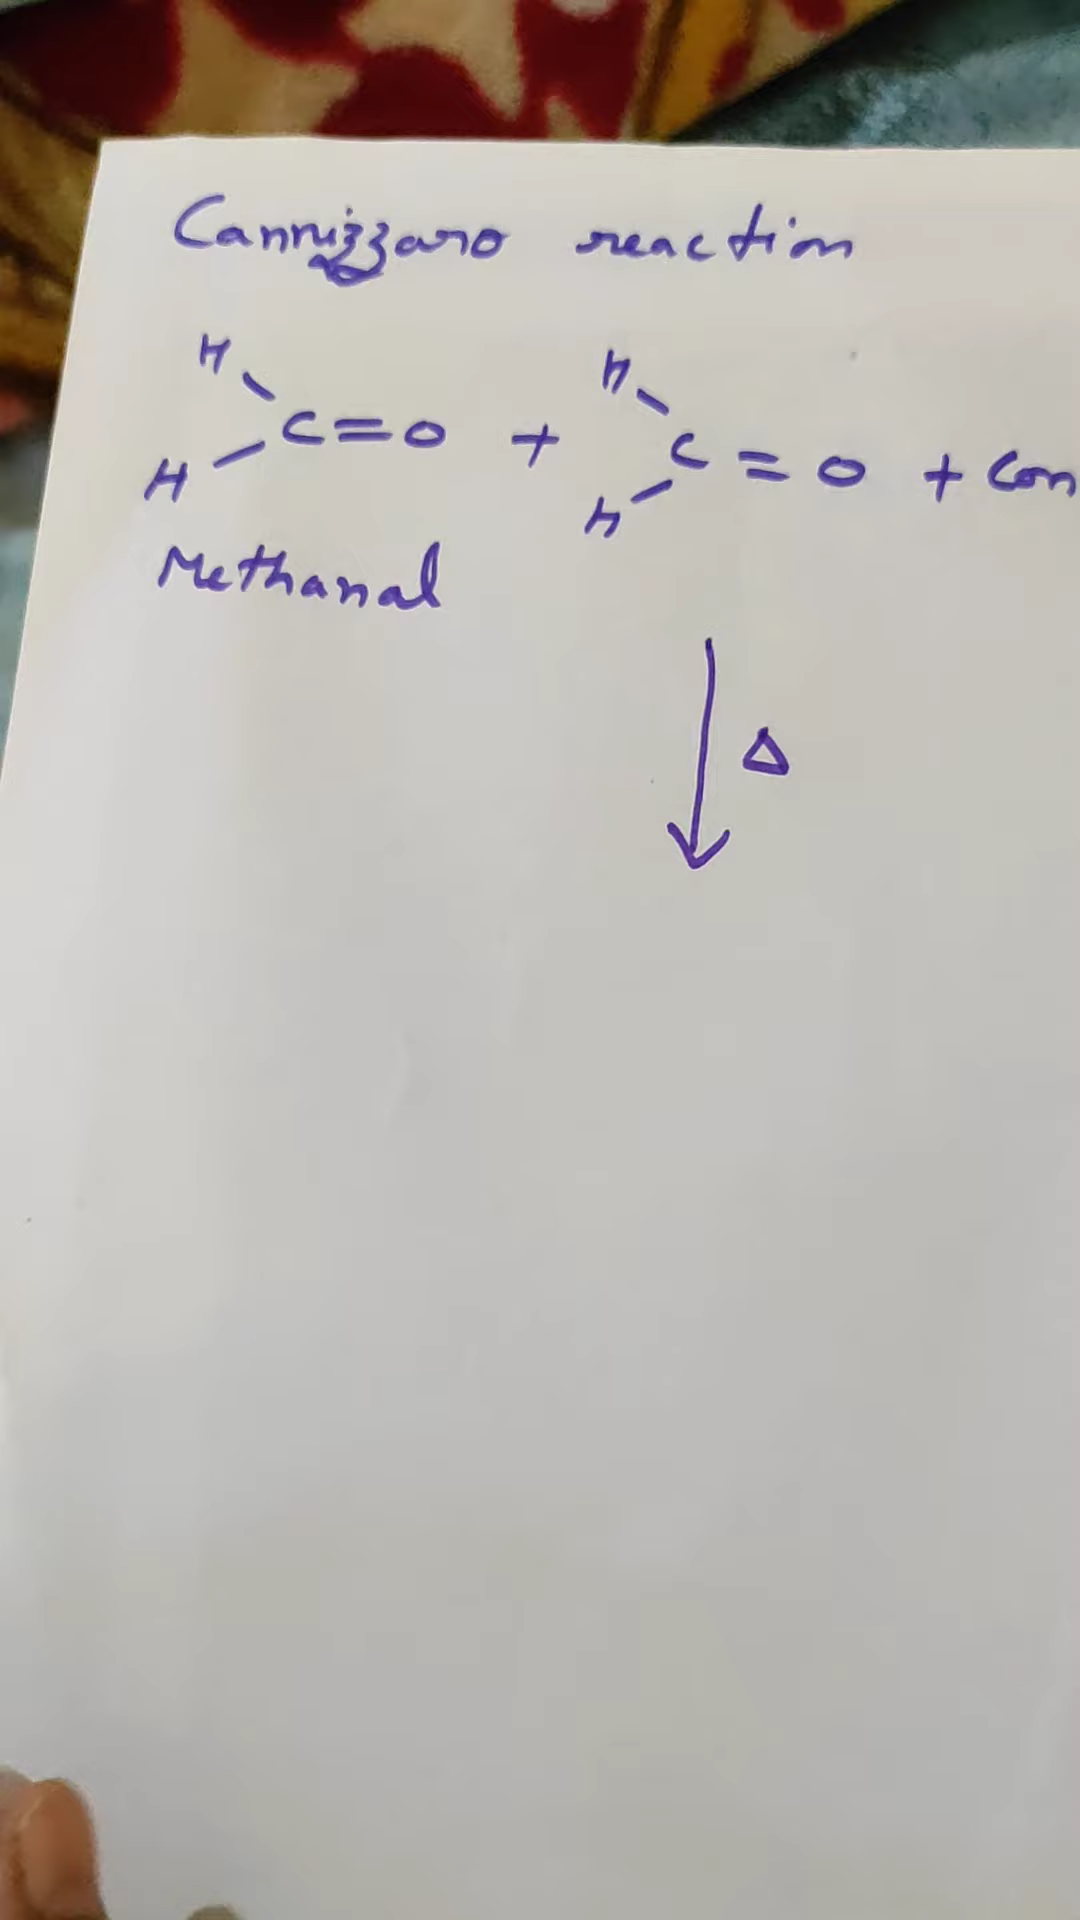 Cannizzaro reaction
H H
C=O + C=O + Con
H H
Methanal
Δ